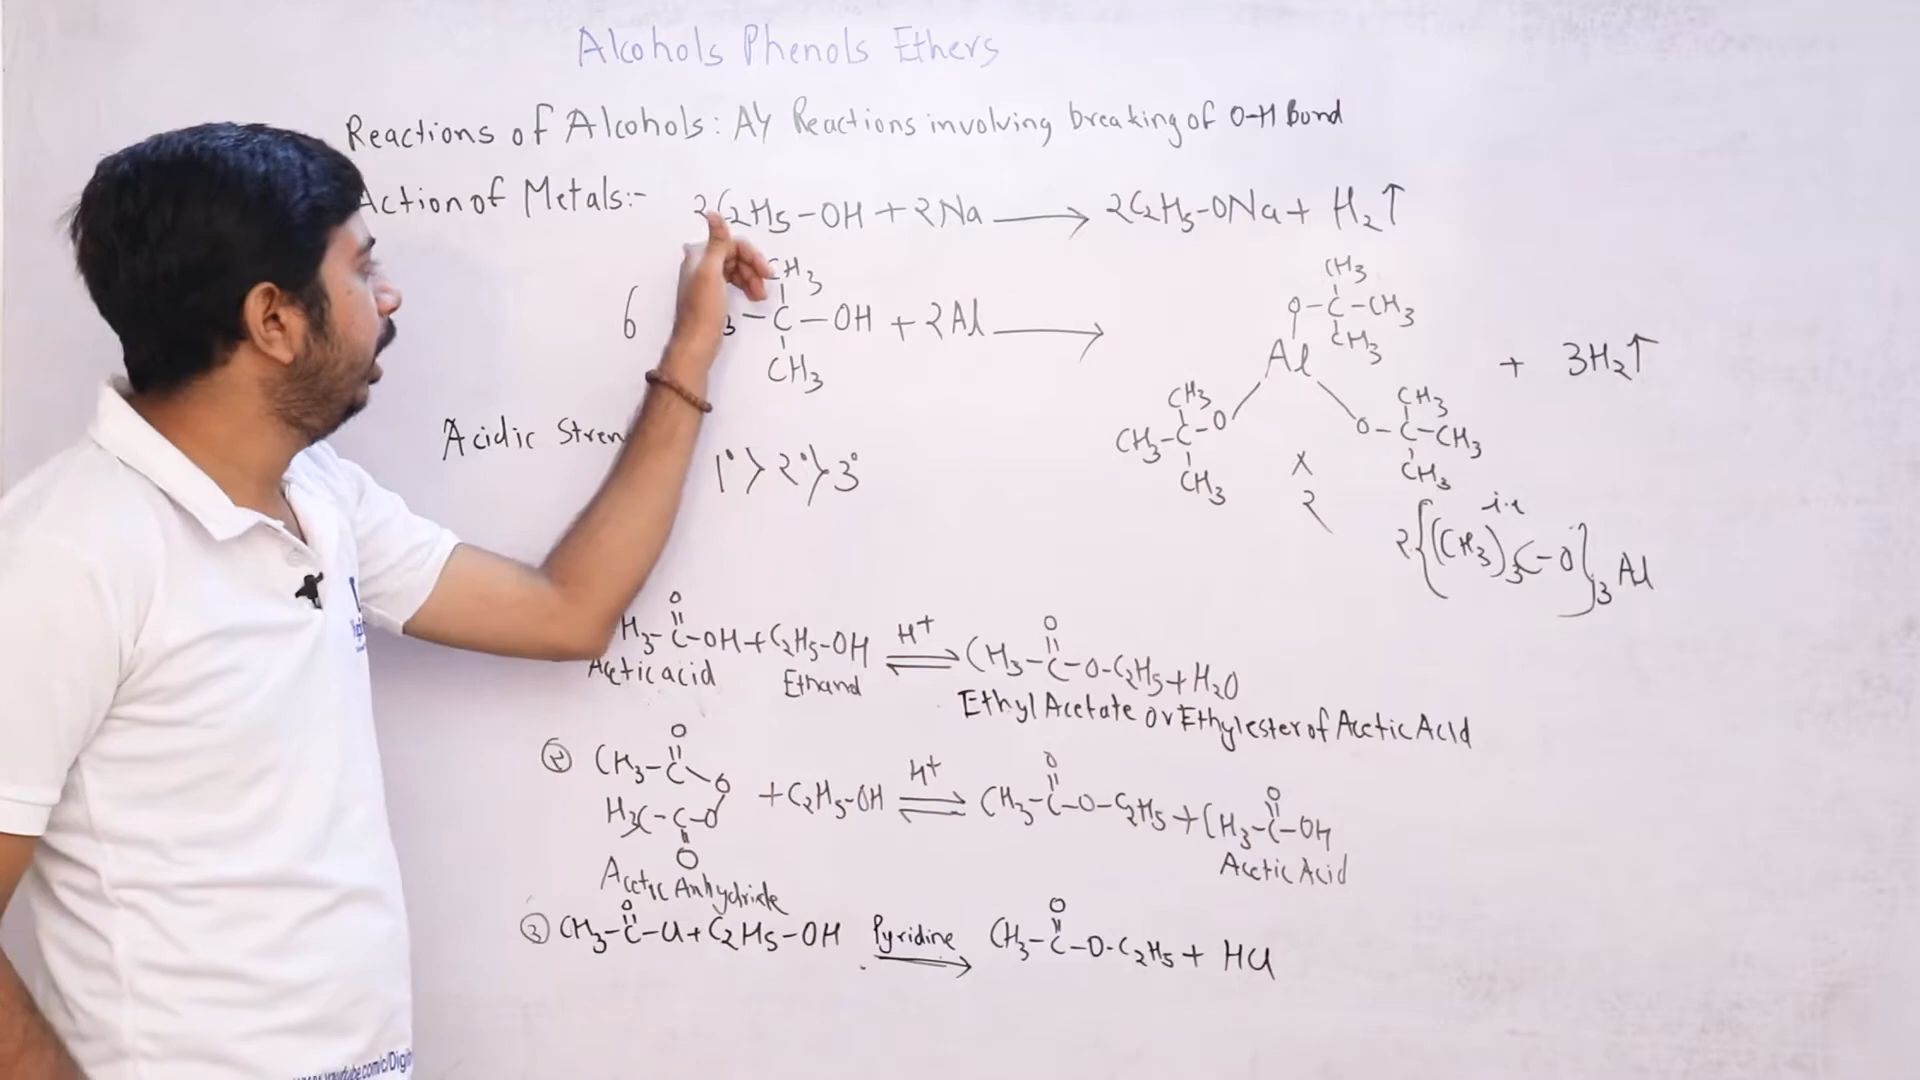 Alcohols Phenols Ethers
Reactions of Alcohols: A) Reactions involving breaking of O-H Bond
Action of Metals:- 2C2H5-OH + 2Na ⟶ 2C2H5-ONa + H2↑
CH3
6 3-C-OH + 2Al ⟶
CH3
CH3
O-C-CH3
CH3
Al + 3H2↑
CH3
CH3-C-O
CH3
CH3
O-C-CH3
CH3
X
2
i.e
2{(CH3)3C-O}3Al
Acidic Stren
1°>2°>3°
O
H3-C-OH + C2H5-OH H+ ⇌ CH3-C-O-C2H5 + H2O
O
Acetic acid Ethanol
Ethyl Acetate or Ethylester of Acetic Acid
② CH3-C-O
O
H3C-C-O
O
+ C2H5-OH H+ ⇌ CH3-C-O-C2H5 + CH3-C-OH
O O
Acetic Anhydride Acetic Acid
③ CH3-C-Cl + C2H5-OH Pyridine ⟶ CH3-C-O-C2H5 + HCl
O O